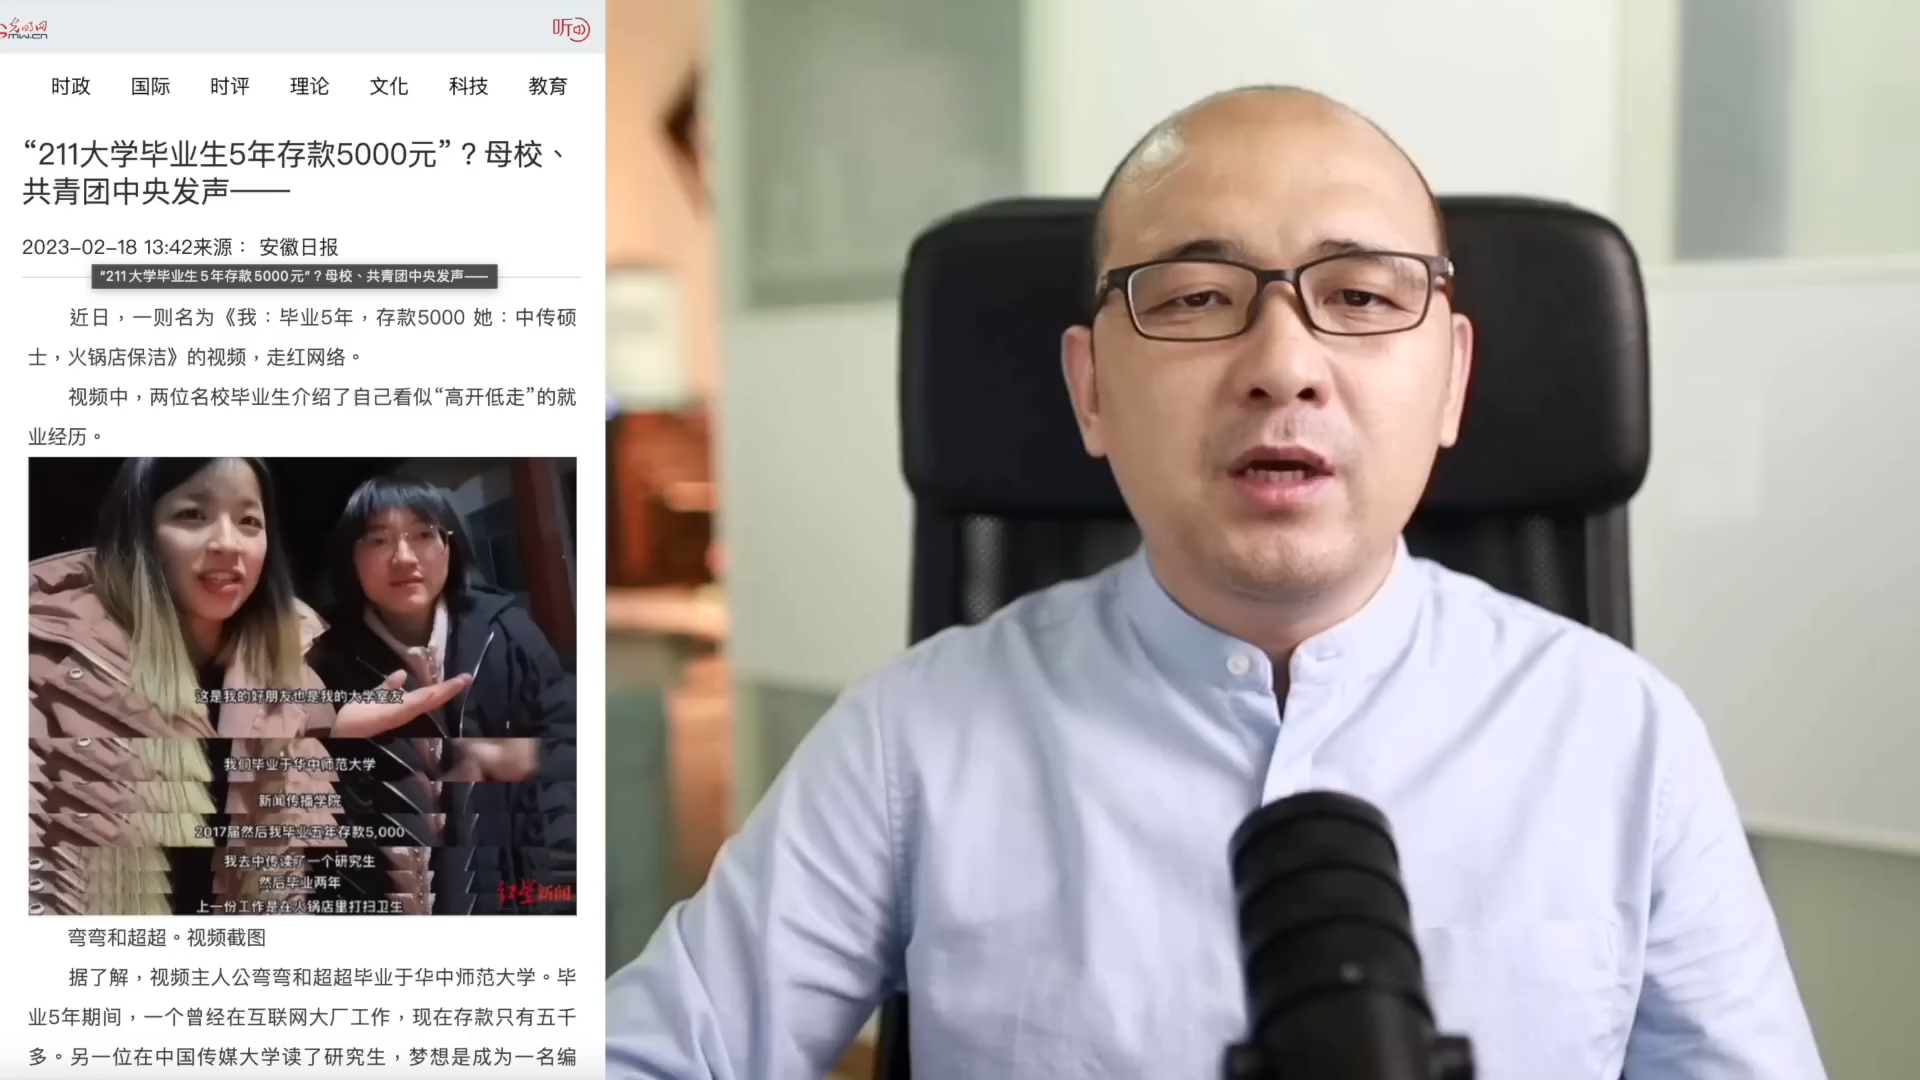 光明网
mw.cn
听
时政 国际 时评 理论 文化 科技 教育
“211大学毕业生5年存款5000元”？母校、
共青团中央发声——
2023-02-18 13:42来源： 安徽日报
“211大学毕业生5年存款5000元”？母校、共青团中央发声——
近日，一则名为《我：毕业5年，存款5000 她：中传硕
士，火锅店保洁》的视频，走红网络。
视频中，两位名校毕业生介绍了自己看似“高开低走”的就
业经历。
这是我的好朋友也是我的大学室友
我们毕业于华中师范大学
新闻传播学院
2017届然后我毕业五年存款5,000
我去中传读了一个研究生
然后毕业两年
上一份工作是在火锅店里打扫卫生
红星新闻
弯弯和超超。视频截图
据了解，视频主人公弯弯和超超毕业于华中师范大学。毕
业5年期间，一个曾经在互联网大厂工作，现在存款只有五千
多。另一位在中国传媒大学读了研究生，梦想是成为一名编